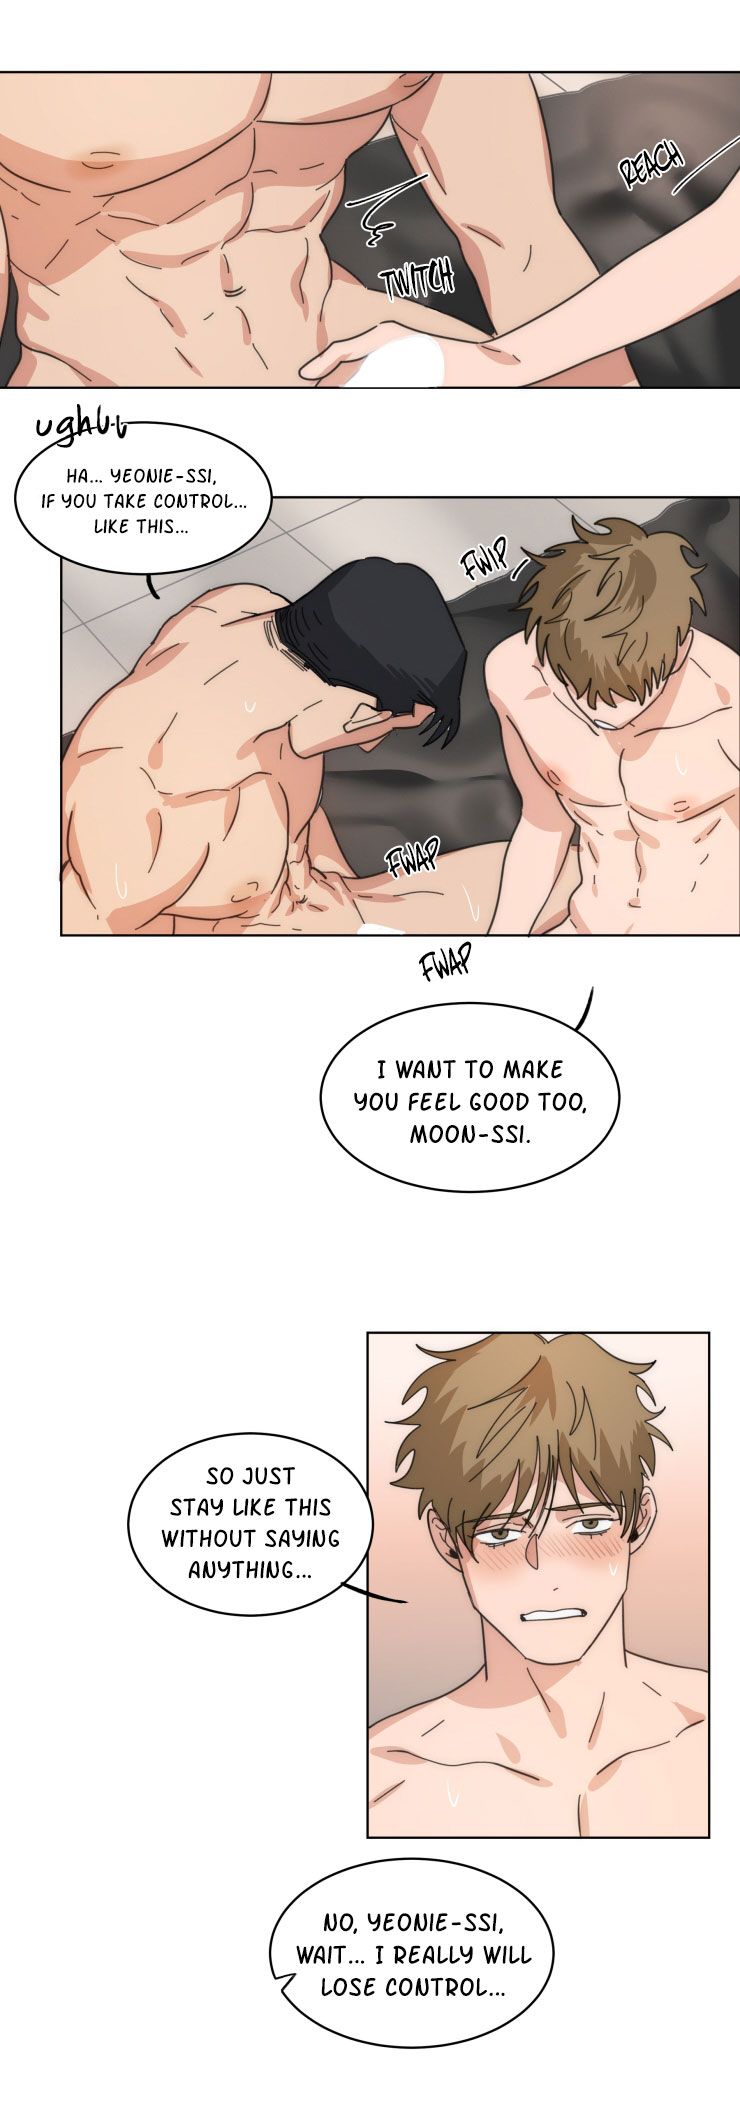 REACH
TWITCH
ughu..
HA... YEONIE-SSI,
IF YOU TAKE CONTROL...
LIKE THIS...
FWIP
FWAP
FWAP
I WANT TO MAKE
YOU FEEL GOOD TOO,
MOON-SSI.
SO JUST
STAY LIKE THIS
WITHOUT SAYING
ANYTHING...
NO, YEONIE-SSI,
WAIT... I REALLY WILL
LOSE CONTROL...